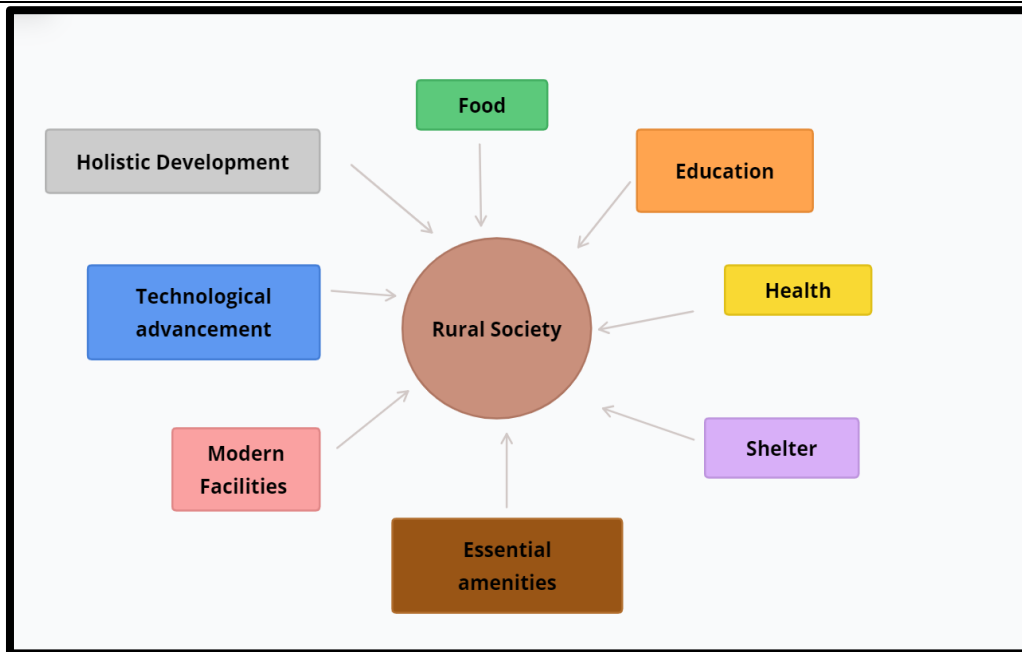 Food
Holistic Development
Education
Technological
advancement
Health
Rural Society
Modern
Facilities
Shelter
Essential
amenities